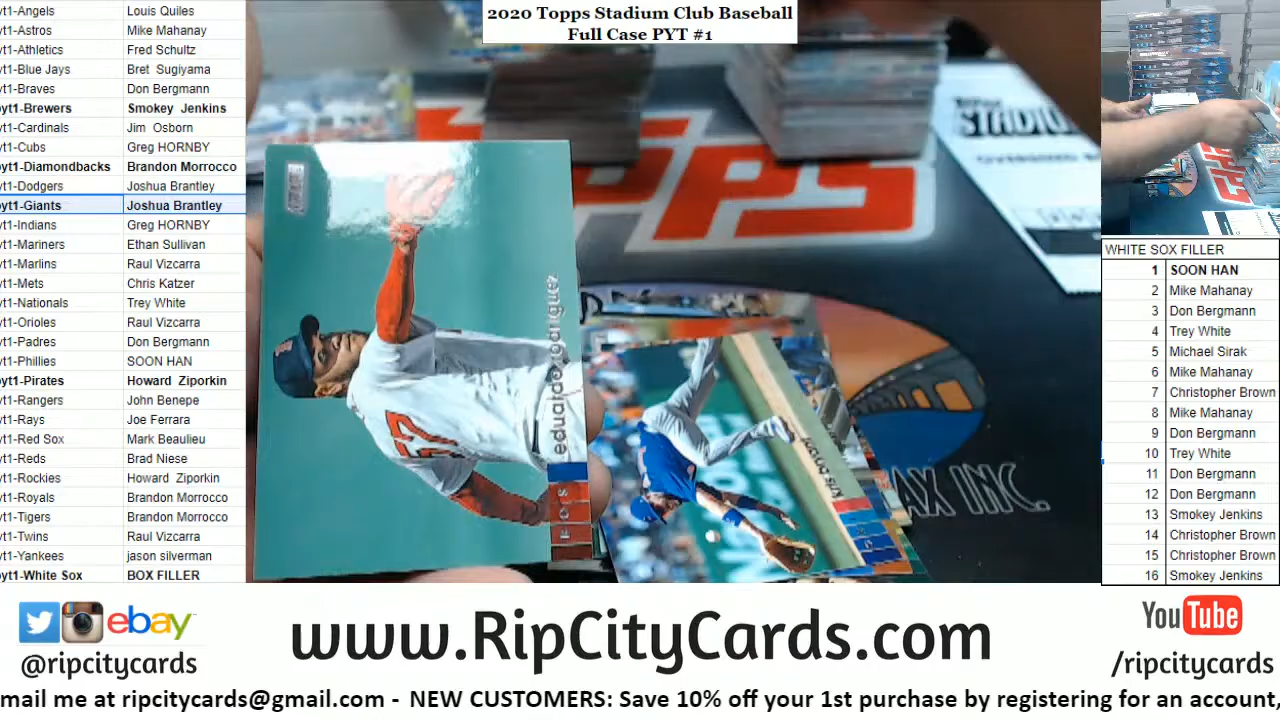 2020 Topps Stadium Club Baseball
Full Case PYT #1
yt1-Angels Louis Quiles
yt1-Astros Mike Mahanay
yt1-Athletics Fred Schultz
yt1-Blue Jays Bret Sugiyama
yt1-Braves Don Bergmann
yt1-Brewers Smokey Jenkins
yt1-Cardinals Jim Osborn
yt1-Cubs Greg HORNBY
yt1-Diamondbacks Brandon Morrocco
yt1-Dodgers Joshua Brantley
yt1-Giants Joshua Brantley
yt1-Indians Greg HORNBY
yt1-Mariners Ethan Sullivan
yt1-Marlins Raul Vizcarra
yt1-Mets Chris Katzer
yt1-Nationals Trey White
yt1-Orioles Raul Vizcarra
yt1-Padres Don Bergmann
yt1-Phillies SOON HAN
yt1-Pirates Howard Ziporkin
yt1-Rangers John Benepe
yt1-Rays Joe Ferrara
yt1-Red Sox Mark Beaulieu
yt1-Reds Brad Niese
yt1-Rockies Howard Ziporkin
yt1-Royals Brandon Morrocco
yt1-Tigers Brandon Morrocco
yt1-Twins Raul Vizcarra
yt1-Yankees jason silverman
yt1-White Sox BOX FILLER
TOPPS
STADIUM
eduardo rodriguez
BOS
37
kris bryant
AX INC.
WHITE SOX FILLER
1 SOON HAN
2 Mike Mahanay
3 Don Bergmann
4 Trey White
5 Michael Sirak
6 Mike Mahanay
7 Christopher Brown
8 Mike Mahanay
9 Don Bergmann
10 Trey White
11 Don Bergmann
12 Don Bergmann
13 Smokey Jenkins
14 Christopher Brown
15 Christopher Brown
16 Smokey Jenkins
ebay
@ripcitycards
www.RipCityCards.com
YouTube
/ripcitycards
mail me at ripcitycards@gmail.com - NEW CUSTOMERS: Save 10% off your 1st purchase by registering for an account,